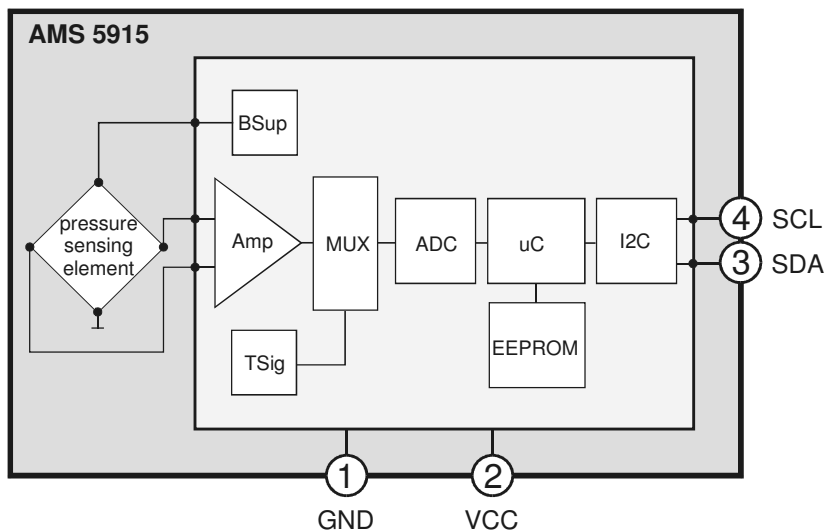 AMS 5915
BSup
pressure
sensing
element
Amp
MUX
ADC
uC
I2C
4 SCL
3 SDA
TSig
EEPROM
1
2
GND
VCC